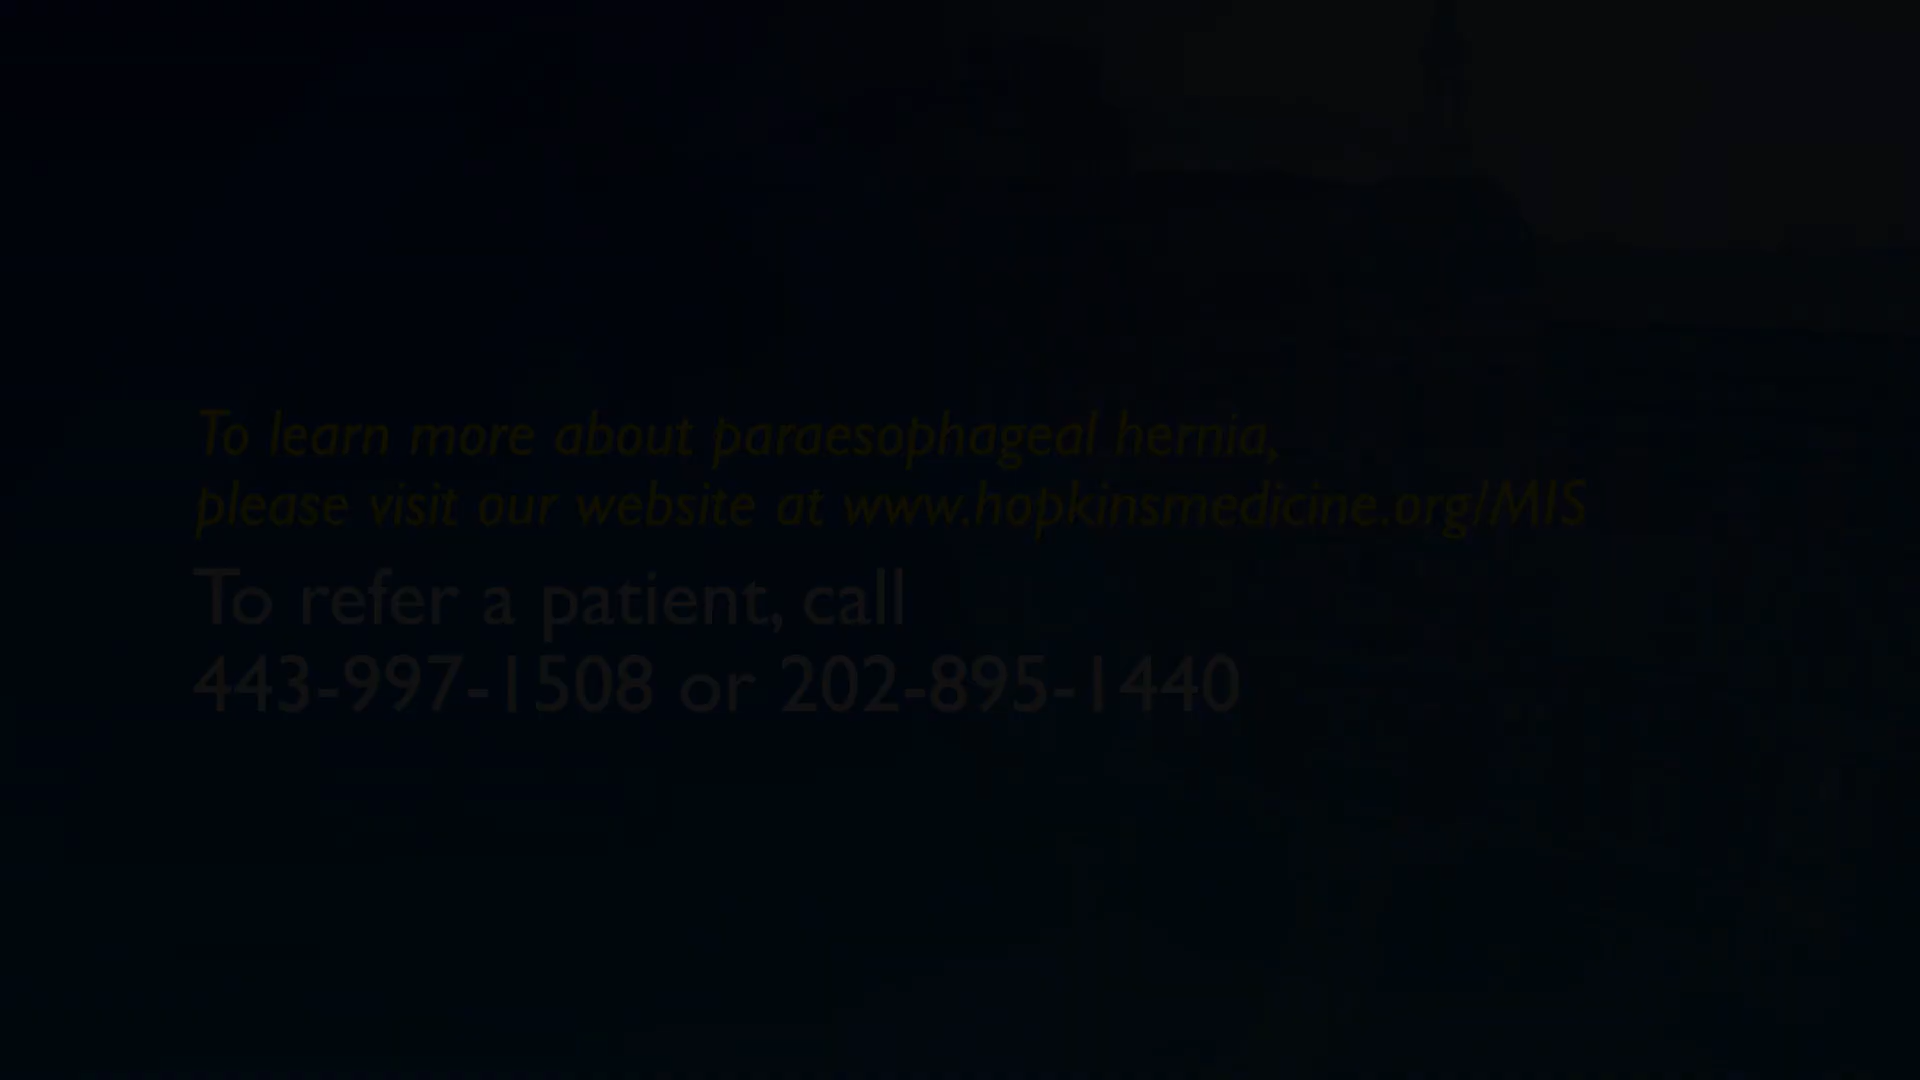 To learn more about paraesophageal hernia,
please visit our website at www.hopkinsmedicine.org/MIS
To refer a patient, call
443-997-1508 or 202-895-1440